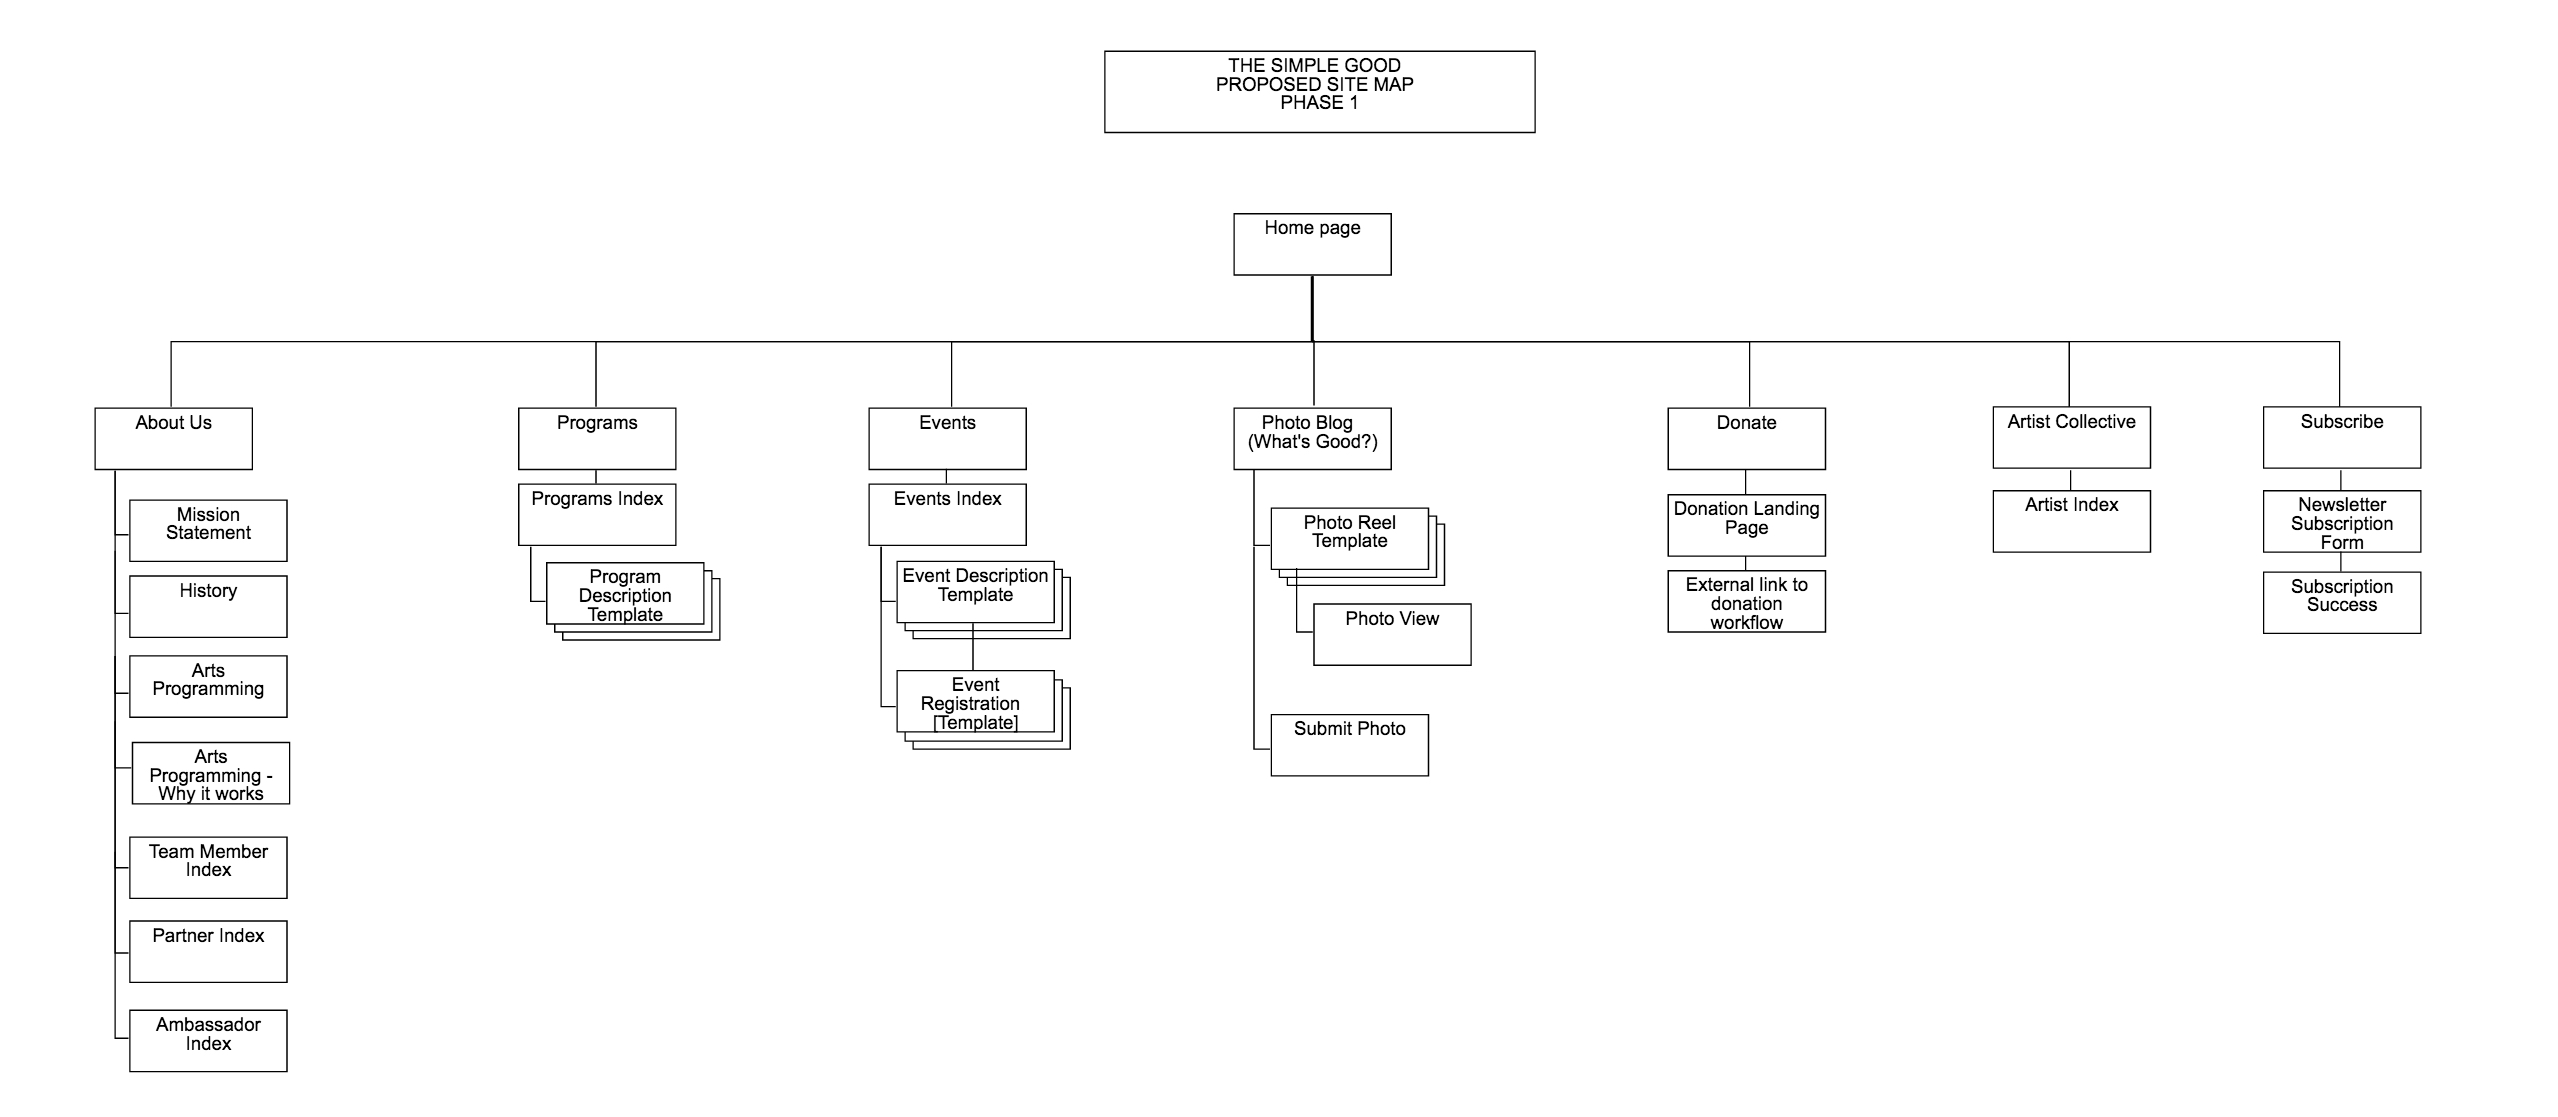 THE SIMPLE GOOD
PROPOSED SITE MAP
PHASE 1
Home page
About Us
Mission
Statement
History
Arts
Programming
Arts
Programming -
Why it works
Team Member
Index
Partner Index
Ambassador
Index
Programs
Programs Index
Program
Description
Template
Events
Events Index
Event Description
Template
Event
Registration
[Template]
Photo Blog
(What's Good?)
Photo Reel
Template
Photo View
Submit Photo
Donate
Donation Landing
Page
External link to
donation
workflow
Artist Collective
Artist Index
Subscribe
Newsletter
Subscription
Form
Subscription
Success